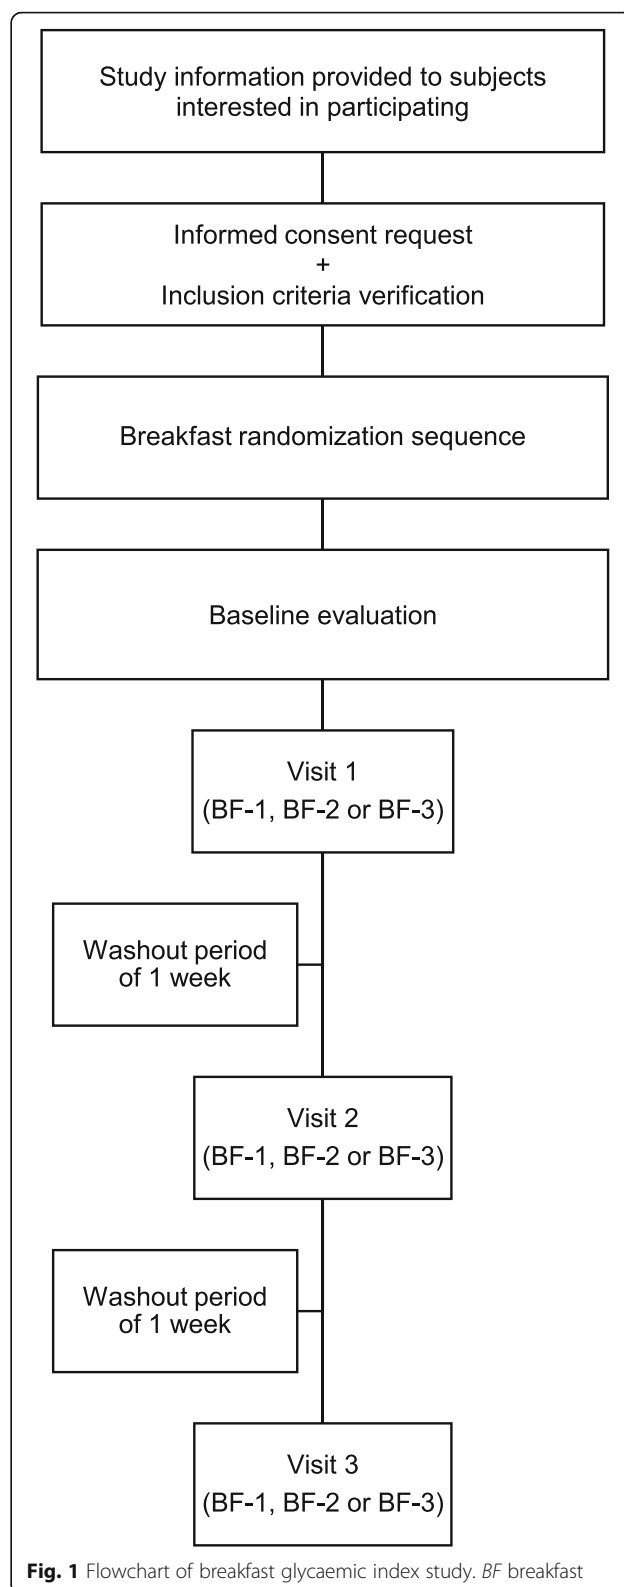 Study information provided to subjects
interested in participating
Informed consent request
+
Inclusion criteria verification
Breakfast randomization sequence
Baseline evaluation
Visit 1
(BF-1, BF-2 or BF-3)
Washout period
of 1 week
Visit 2
(BF-1, BF-2 or BF-3)
Washout period
of 1 week
Visit 3
(BF-1, BF-2 or BF-3)
Fig. 1 Flowchart of breakfast glycaemic index study. BF breakfast